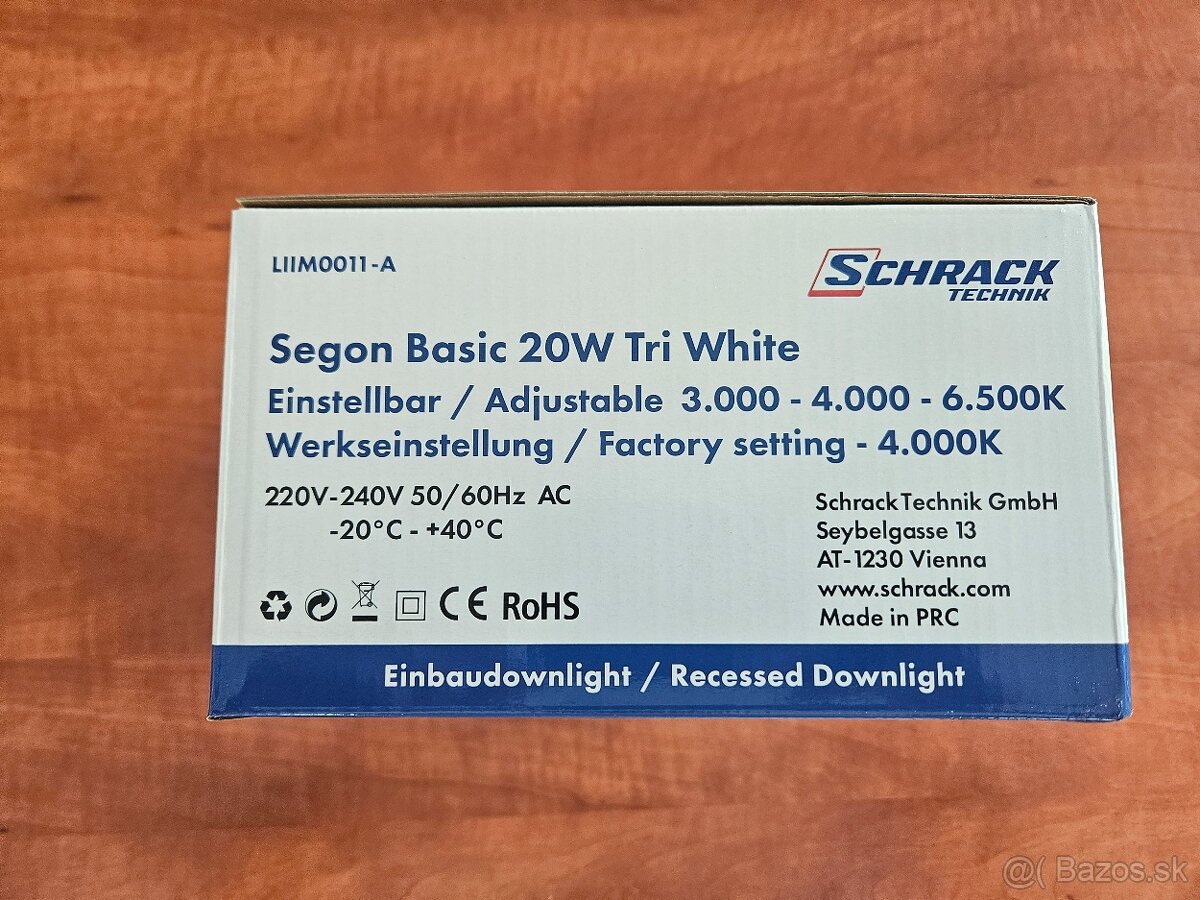 LIIM0011-A
SCHRACK
TECHNIK
Segon Basic 20W Tri White
Einstellbar / Adjustable 3.000 - 4.000 - 6.500K
Werkseinstellung / Factory setting - 4.000K
220V-240V 50/60Hz AC
-20°C - +40°C
Schrack Technik GmbH
Seybelgasse 13
AT-1230 Vienna
www.schrack.com
Made in PRC
CE RoHS
Einbaudownlight / Recessed Downlight
@( Bazos.sk